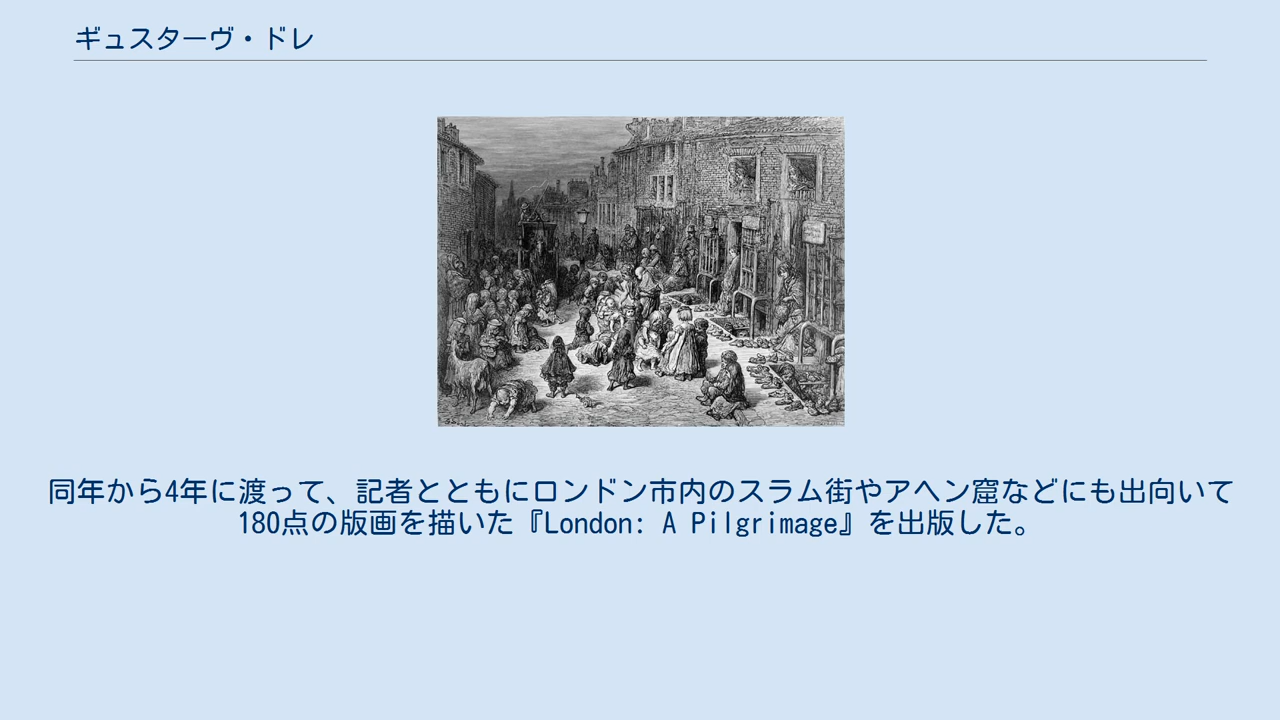 ギュスターヴ・ドレ
同年から4年に渡って、記者とともにロンドン市内のスラム街やアヘン窟などにも出向いて
180点の版画を描いた『London: A Pilgrimage』を出版した。